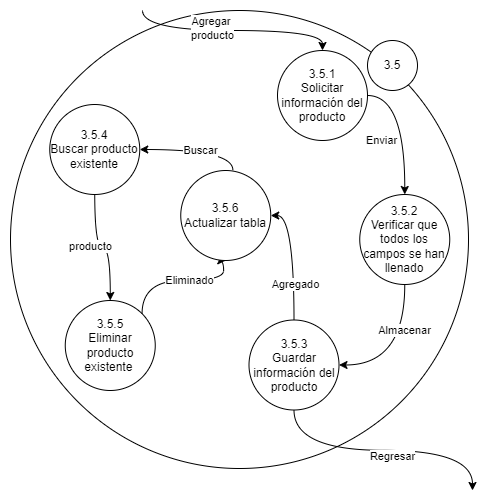 Agregar
producto
3.5
3.5.1
Solicitar
información del
producto
Enviar
3.5.4
Buscar producto
existente
Buscar
3.5.6
Actualizar tabla
3.5.2
Verificar que
todos los
campos se han
llenado
producto
Eliminado
Agregado
3.5.5
Eliminar
producto
existente
Almacenar
3.5.3
Guardar
información del
producto
Regresar